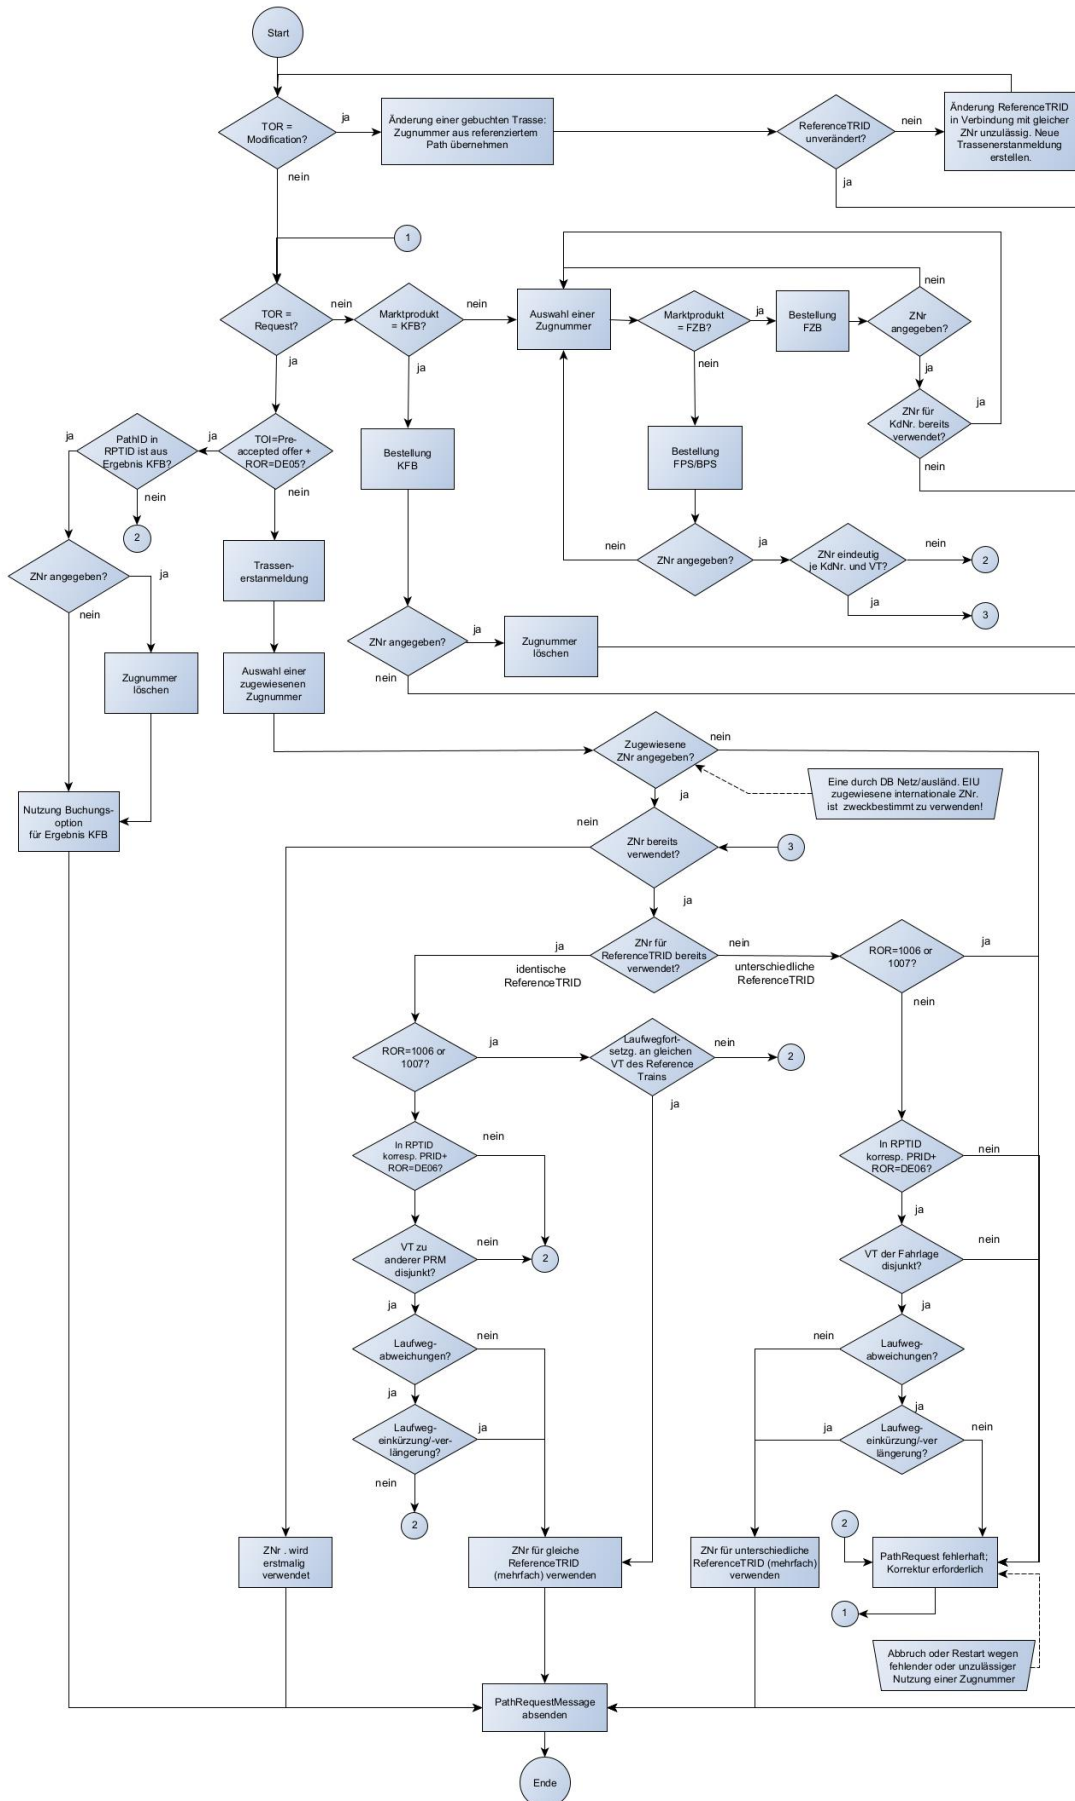 Start
TOR =
Modification?
ja
Änderung einer gebuchten Trasse:
Zugnummer aus referenziertem
Path übernehmen
ReferenceTRID
unverändert?
nein
Änderung ReferenceTRID
in Verbindung mit gleicher
ZNr unzulässig. Neue
Trassenerstanmeldung
erstellen.
nein
ja
1
TOR =
Request?
nein
Marktprodukt
= KFB?
nein
Auswahl einer
Zugnummer
Marktprodukt
= FZB?
ja
Bestellung
FZB
ZNr
angegeben?
nein
ja
ja
nein
ja
ZNr für
KdNr. bereits
verwendet?
ja
nein
ja
PathID in
RPTID ist aus
Ergebnis KFB?
ja
TOI=Pre-
accepted offer +
ROR=DE05?
Bestellung
KFB
Bestellung
FPS/BPS
nein
nein
2
ZNr angegeben?
ja
nein
Trassen-
erstanmeldung
nein
ZNr angegeben?
ja
ZNr eindeutig
je KdNr. und VT?
nein
2
ja
3
ZNr angegeben?
ja
nein
Zugnummer
löschen
Zugnummer
löschen
Auswahl einer
zugewiesenen
Zugnummer
Zugewiesene
ZNr angegeben?
nein
ja
Eine durch DB Netz/ausländ. EIU
zugewiesene internationale ZNr.
ist zweckbestimmt zu verwenden!
Nutzung Buchungs-
option
für Ergebnis KFB
nein
ZNr bereits
verwendet?
3
ja
ja
identische
ReferenceTRID
ZNr für
ReferenceTRID bereits
verwendet?
nein
unterschiedliche
ReferenceTRID
ROR=1006 or
1007?
ja
nein
ROR=1006 or
1007?
ja
Laufwegfort-
setzg. an gleichen
VT des Reference
Trains
nein
2
ja
In RPTID
korresp. PRID+
ROR=DE06?
nein
In RPTID
korresp. PRID+
ROR=DE06?
nein
ja
VT zu
anderer PRM
disjunkt?
nein
2
VT der Fahrlage
disjunkt?
nein
ja
ja
Laufweg-
abweichungen?
nein
nein
Laufweg-
abweichungen?
ja
ja
Laufweg-
einkürzung/-ver-
längerung?
ja
ja
Laufweg-
einkürzung/-ver
längerung?
nein
nein
2
2
ZNr . wird
erstmalig
verwendet
ZNr für gleiche
ReferenceTRID
(mehrfach) verwenden
ZNr für unterschiedliche
ReferenceTRID (mehrfach)
verwenden
PathRequest fehlerhaft;
Korrektur erforderlich
1
Abbruch oder Restart wegen
fehlender oder unzulässiger
Nutzung einer Zugnummer
PathRequestMessage
absenden
Ende